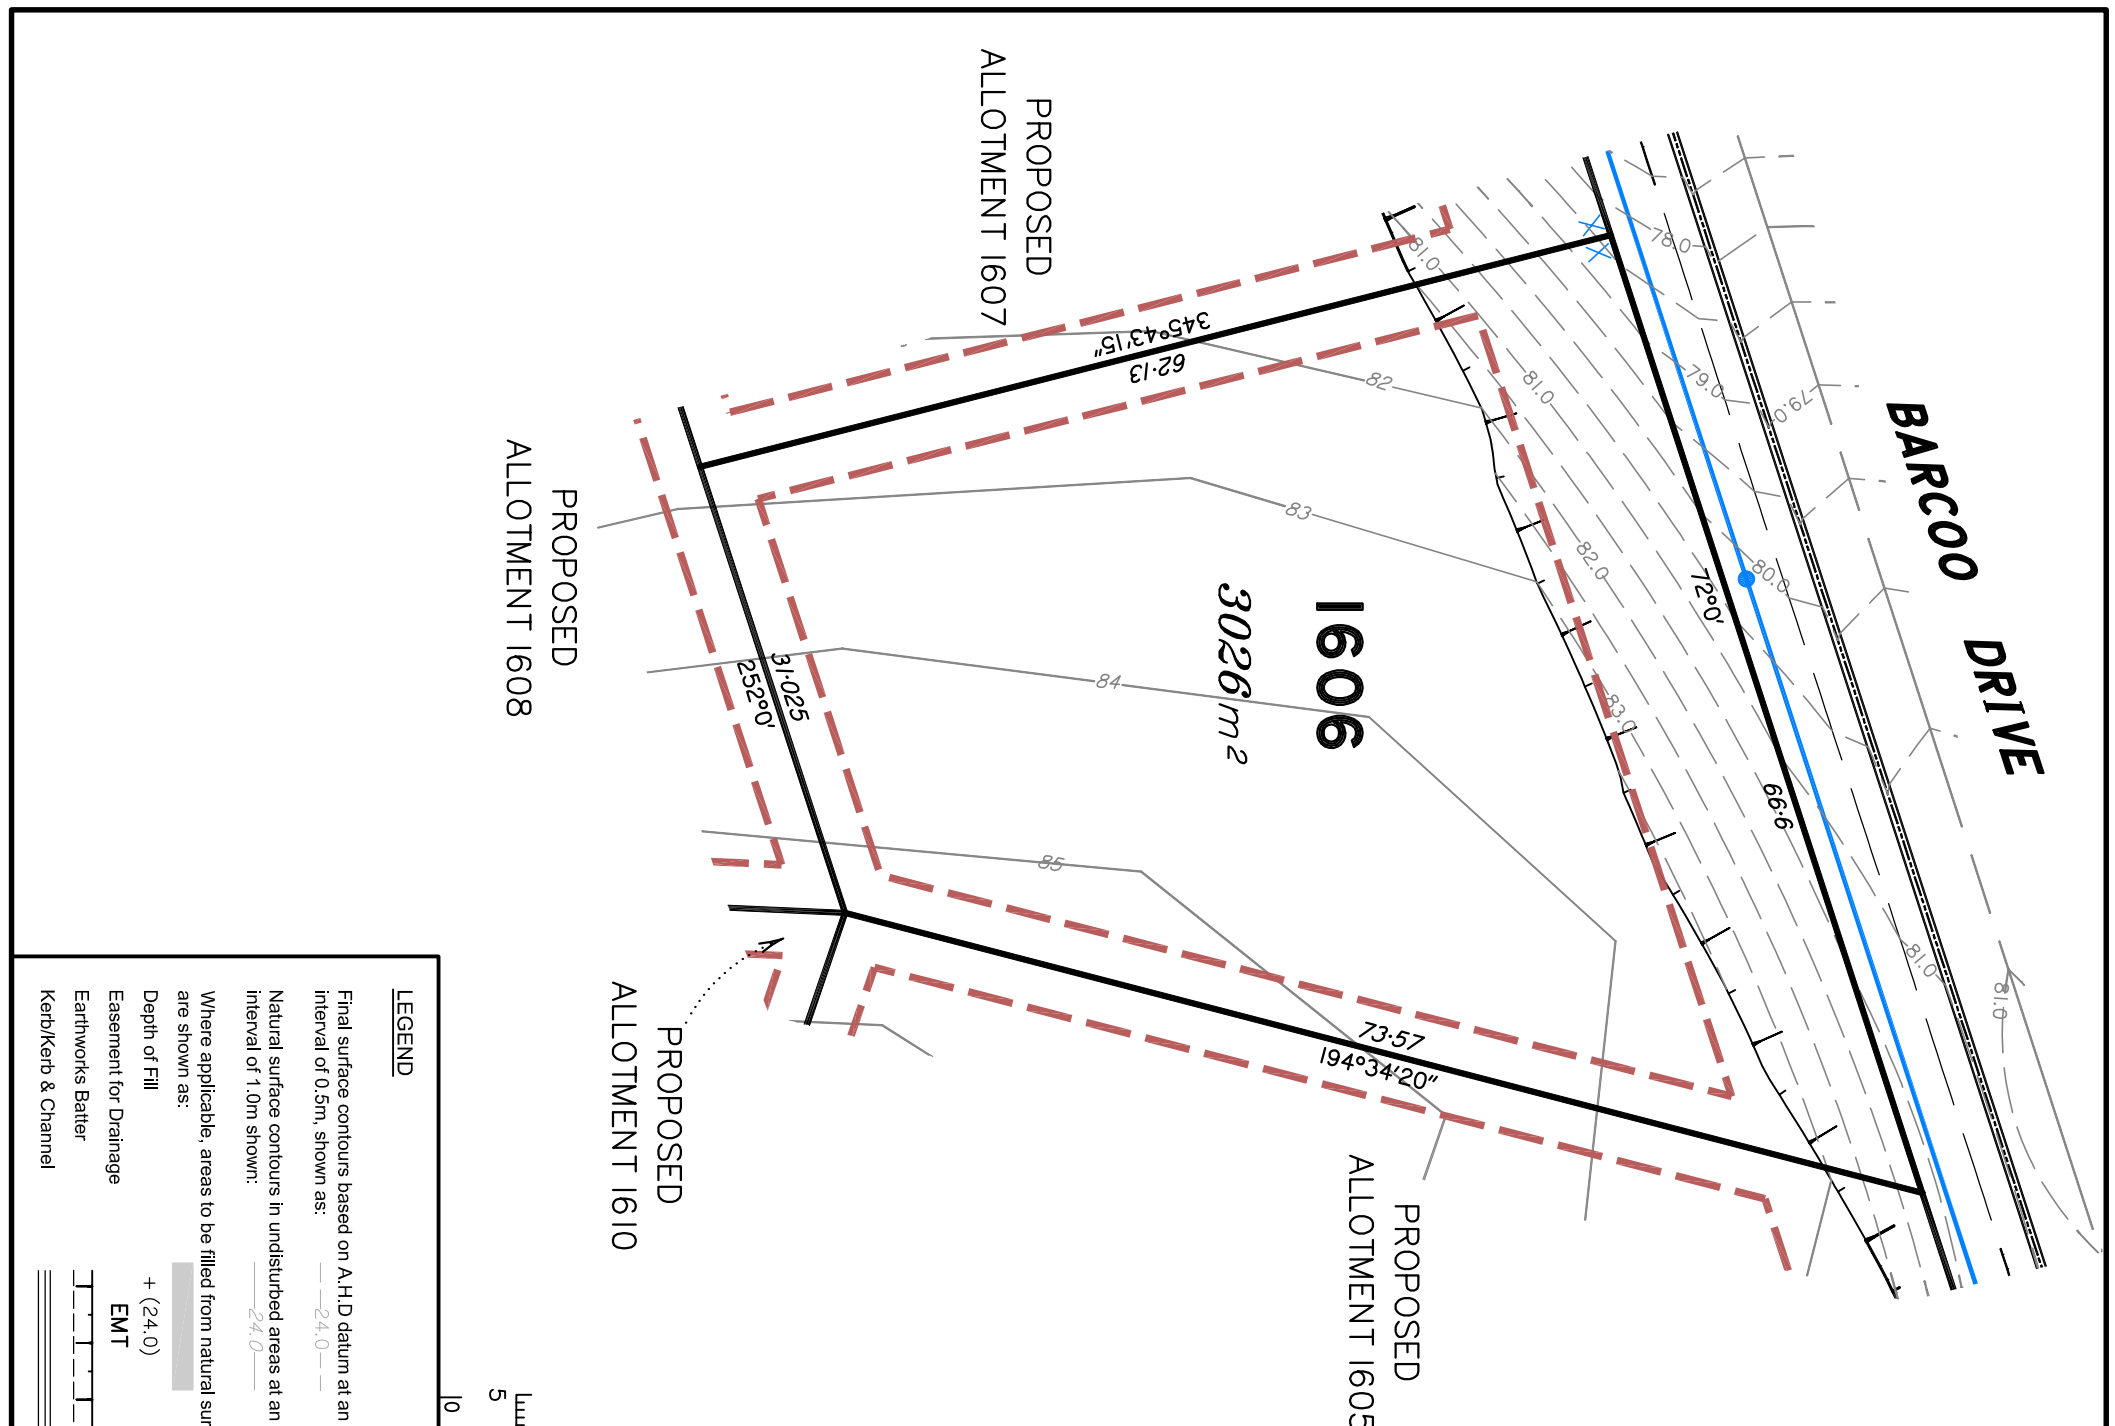 BARCOO DRIVE
PROPOSED
ALLOTMENT 1607
345°43'15"
62·13
81.0
78.0
79.0
79.0
82
81.0
83
82.0
80.0
72°0'
66·6
1606
3026m²
84
83.0
85
81.0
81.0
PROPOSED
ALLOTMENT 1608
31·025
252°0'
73·57
194°34'20"
PROPOSED
ALLOTMENT 1610
PROPOSED
ALLOTMENT 1605
LEGEND
Final surface contours based on A.H.D datum at an
interval of 0.5m, shown as:
24.0
Natural surface contours in undisturbed areas at an
interval of 1.0m shown:
24.0
Where applicable, areas to be filled from natural sur
are shown as:
Depth of Fill
+ (24.0)
Easement for Drainage
EMT
Earthworks Batter
Kerb/Kerb & Channel
5
10